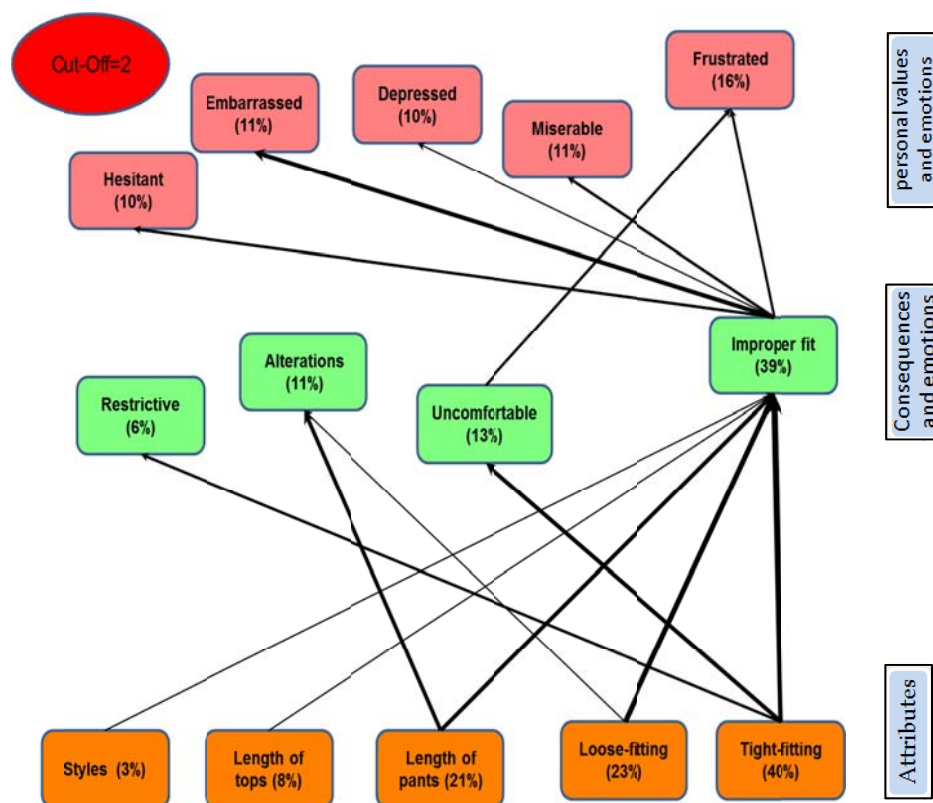 Cut-Off=2
Frustrated
(16%)
Depressed
(10%)
Embarrassed
(11%)
Miserable
(11%)
Hesitant
(10%)
personal values
and emotions
Improper fit
(39%)
Alterations
(11%)
Uncomfortable
(13%)
Restrictive
(6%)
Consequences
and emotions
Styles (3%)
Length of
tops (8%)
Length of
pants (21%)
Loose-fitting
(23%)
Tight-fitting
(40%)
Attributes